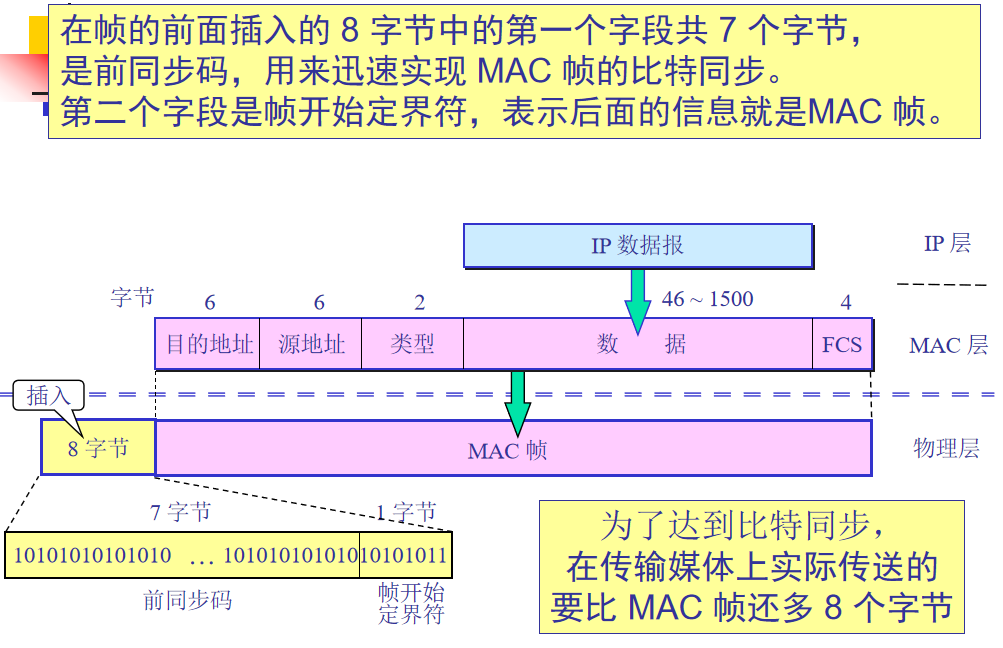 在帧的前面插入的 8 字节中的第一个字段共 7 个字节，
是前同步码，用来迅速实现 MAC 帧的比特同步。
第二个字段是帧开始定界符，表示后面的信息就是MAC 帧。
IP 数据报
IP 层
字节
6
6
2
46 ~ 1500
4
目的地址
源地址
类型
数 据
FCS
MAC 层
插入
8 字节
MAC 帧
物理层
7 字节
1 字节
10101010101010 … 101010101010
10101011
前同步码
帧开始
定界符
为了达到比特同步，
在传输媒体上实际传送的
要比 MAC 帧还多 8 个字节